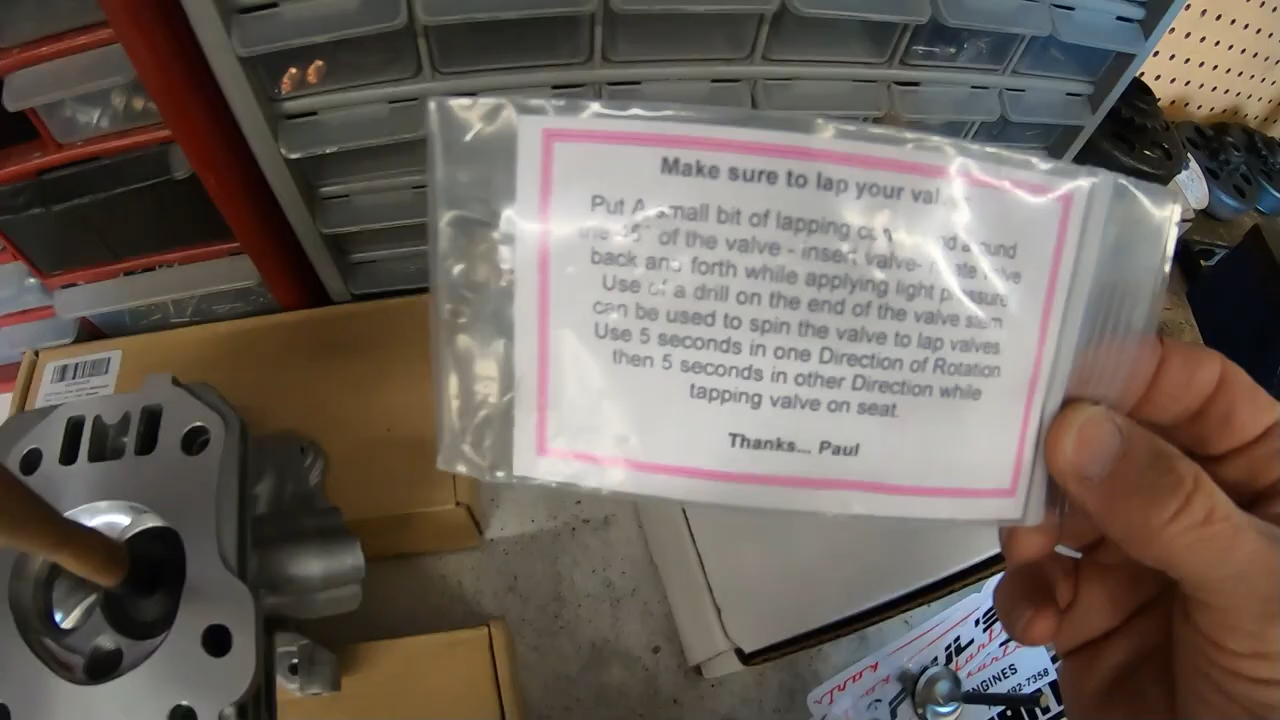 Make sure to lap your
Put A small bit of lapping
the of the valve - insert valve-
back and forth while applying light pressure
Use of a drill on the end of the valve stem
can be used to spin the valve to lap valves
Use 5 seconds in one Direction of Rotation
then 5 seconds in other Direction while
tapping valve on seat.
Thanks... Paul
ENGINES
492-7358